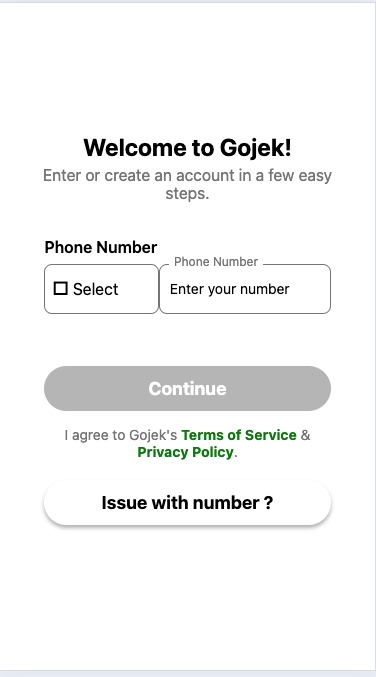 Welcome to Gojek!
Enter or create an account in a few easy
steps.
Phone Number
Phone Number
Select
Enter your number
Continue
I agree to Gojek's Terms of Service &
Privacy Policy.
Issue with number ?